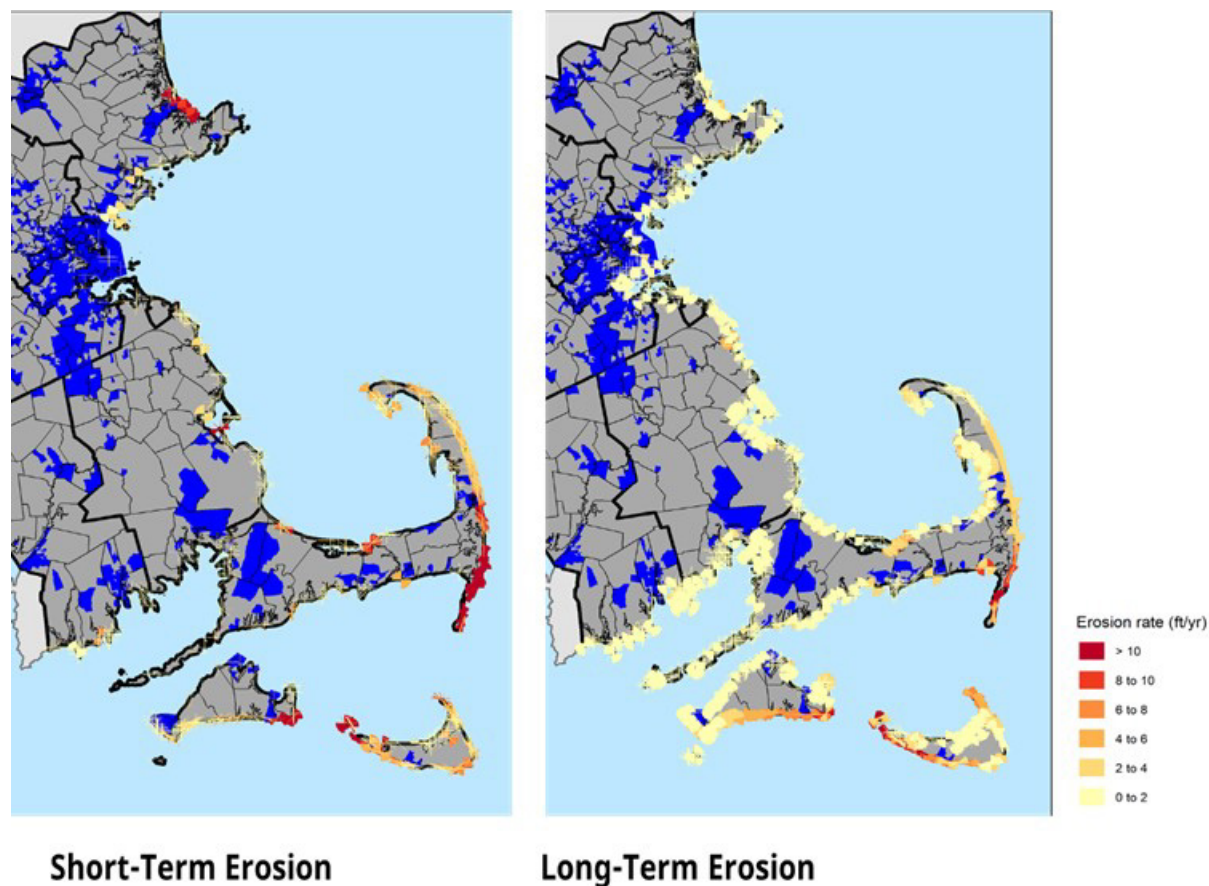 Erosion rate (ft/yr)
> 10
8 to 10
6 to 8
4 to 6
2 to 4
0 to 2
Short-Term Erosion
Long-Term Erosion